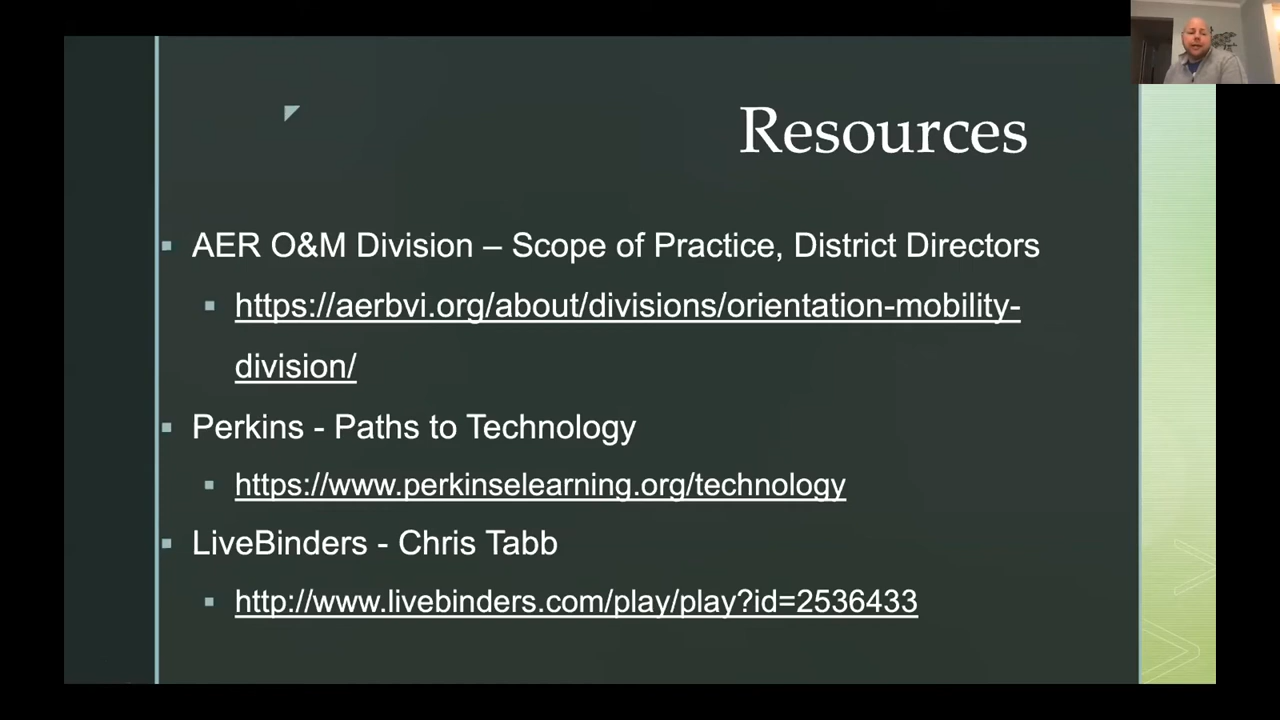 Resources
AER O&M Division – Scope of Practice, District Directors
https://aerbvi.org/about/divisions/orientation-mobility-
division/
Perkins - Paths to Technology
https://www.perkinselearning.org/technology
LiveBinders - Chris Tabb
http://www.livebinders.com/play/play?id=2536433